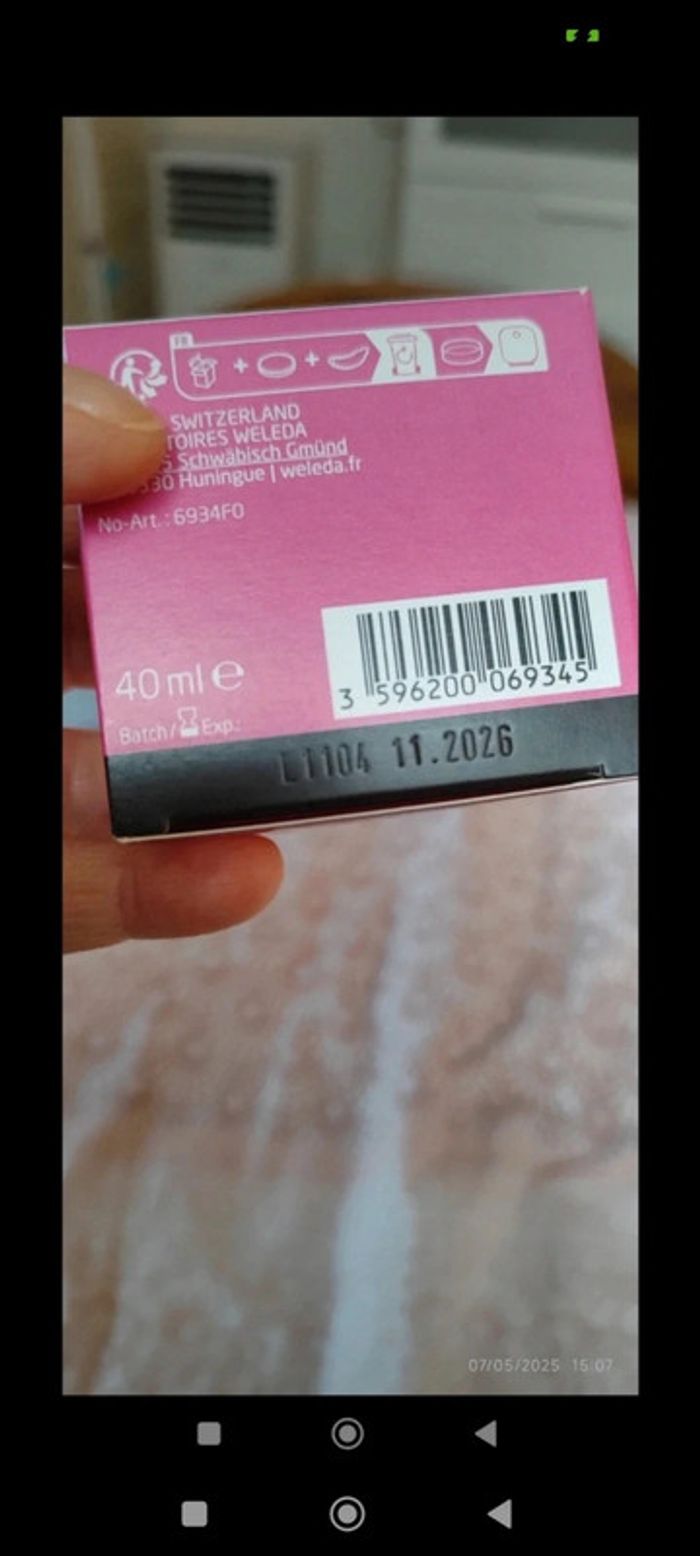 FR
+ +
SWITZERLAND
TOIRES WELEDA
Schwäbisch Gmünd
330 Huningue | weleda.fr
No-Art.: 6934F0
40 ml e
Batch/ Exp.:
3 596200 069345
L1104 11.2026
07/05/2025 15:07